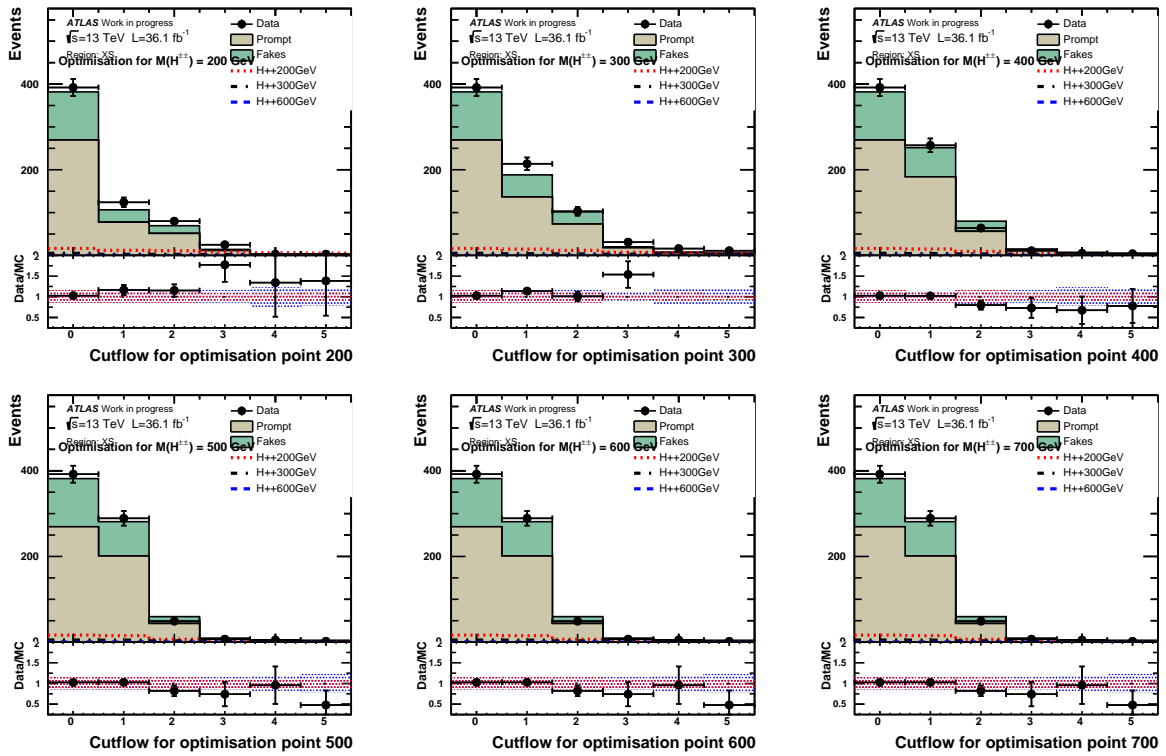 Events
ATLAS Work in progress
√s=13 TeV L=36.1 fb⁻¹
Region: XS
Optimisation for M(H±±) = 200 GeV
Data
Prompt
Fakes
H++200GeV
H++300GeV
H++600GeV
400
200
2
Data/MC
1.5
1
0.5
0 1 2 3 4 5
Cutflow for optimisation point 200
Events
ATLAS Work in progress
√s=13 TeV L=36.1 fb⁻¹
Region: XS
Optimisation for M(H±±) = 300 GeV
Data
Prompt
Fakes
H++200GeV
H++300GeV
H++600GeV
400
200
2
Data/MC
1.5
1
0.5
0 1 2 3 4 5
Cutflow for optimisation point 300
Events
ATLAS Work in progress
√s=13 TeV L=36.1 fb⁻¹
Region: XS
Optimisation for M(H±±) = 400 GeV
Data
Prompt
Fakes
H++200GeV
H++300GeV
H++600GeV
400
200
2
Data/MC
1.5
1
0.5
0 1 2 3 4 5
Cutflow for optimisation point 400
Events
ATLAS Work in progress
√s=13 TeV L=36.1 fb⁻¹
Region: XS
Optimisation for M(H±±) = 500 GeV
Data
Prompt
Fakes
H++200GeV
H++300GeV
H++600GeV
400
200
2
Data/MC
1.5
1
0.5
0 1 2 3 4 5
Cutflow for optimisation point 500
Events
ATLAS Work in progress
√s=13 TeV L=36.1 fb⁻¹
Region: XS
Optimisation for M(H±±) = 600 GeV
Data
Prompt
Fakes
H++200GeV
H++300GeV
H++600GeV
400
200
2
Data/MC
1.5
1
0.5
0 1 2 3 4 5
Cutflow for optimisation point 600
Events
ATLAS Work in progress
√s=13 TeV L=36.1 fb⁻¹
Region: XS
Optimisation for M(H±±) = 700 GeV
Data
Prompt
Fakes
H++200GeV
H++300GeV
H++600GeV
400
200
2
Data/MC
1.5
1
0.5
0 1 2 3 4 5
Cutflow for optimisation point 700